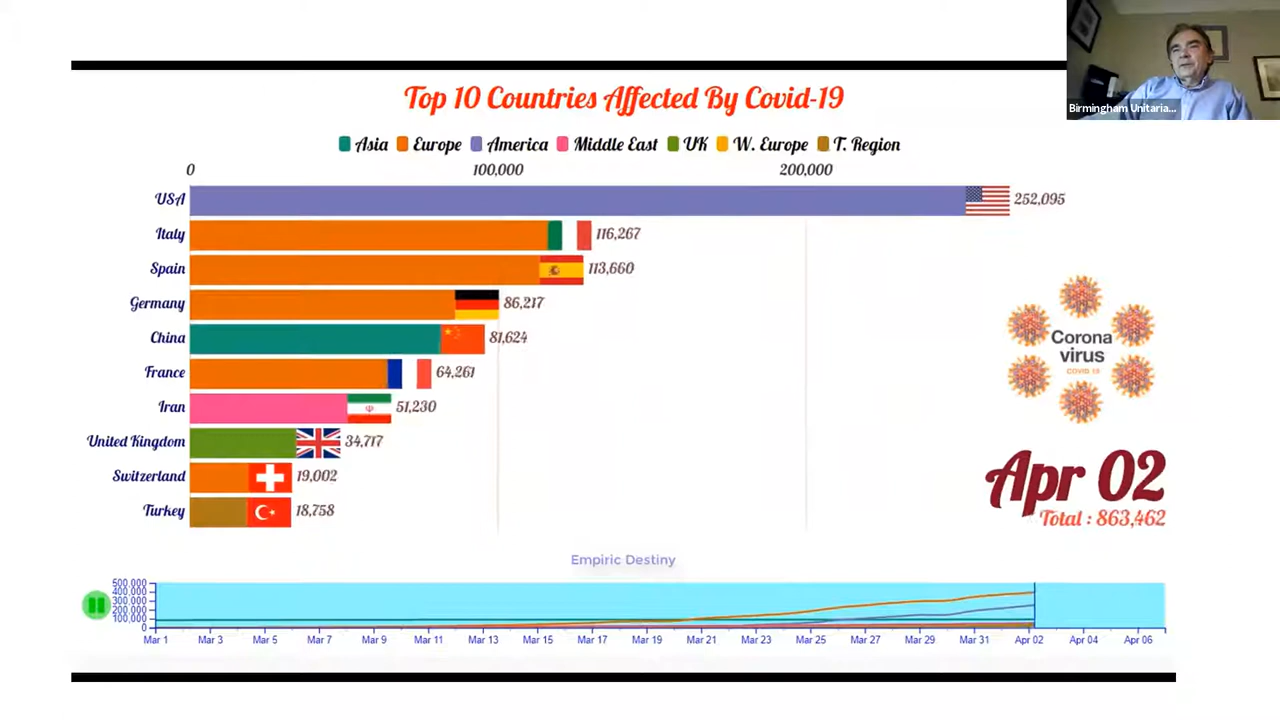 Birmingham Unitaria...
Top 10 Countries Affected By Covid-19
Asia Europe America Middle East UK W. Europe T. Region
0 100,000 200,000
USA 252,095
Italy 116,267
Spain 113,660
Germany 86,217
China 81,624
France 64,261
Iran 51,230
United Kingdom 34,717
Switzerland 19,002
Turkey 18,758
Corona
virus
COVID 19
Apr 02
Total : 863,462
Empiric Destiny
500,000
400,000
300,000
200,000
100,000
0
Mar 1 Mar 3 Mar 5 Mar 7 Mar 9 Mar 11 Mar 13 Mar 15 Mar 17 Mar 19 Mar 21 Mar 23 Mar 25 Mar 27 Mar 29 Mar 31 Apr 02 Apr 04 Apr 06